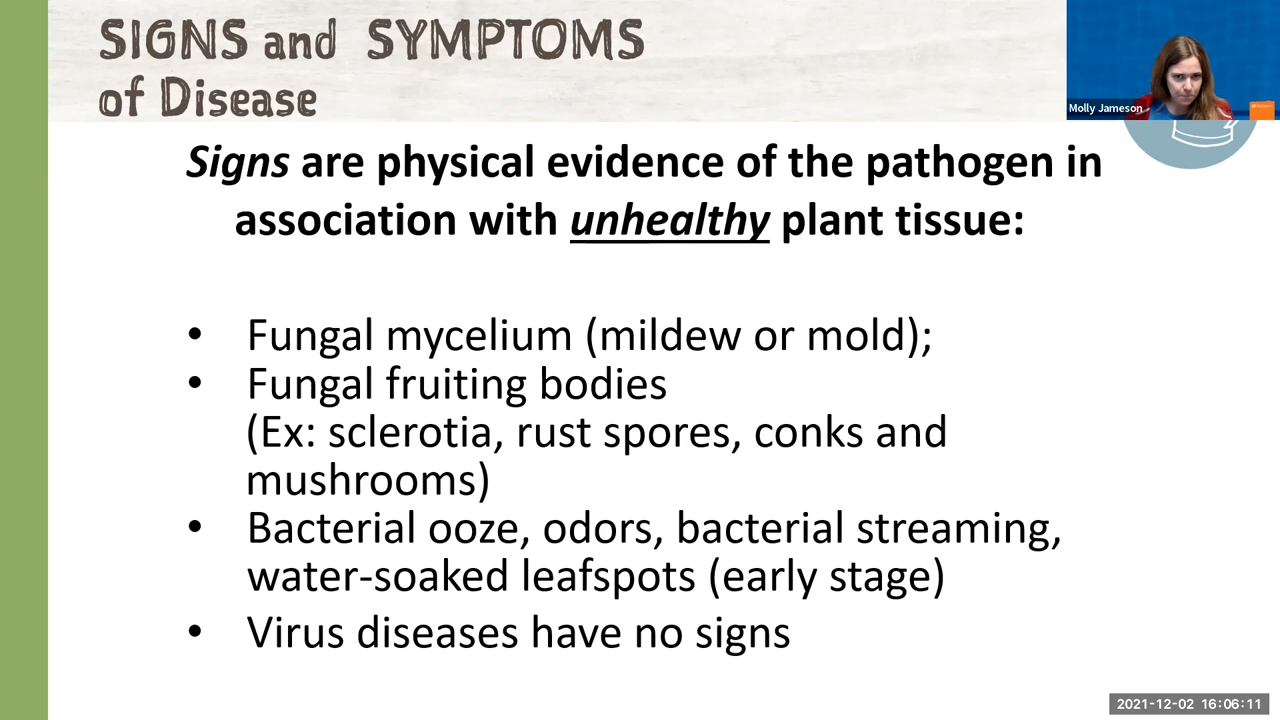 SIGNS and SYMPTOMS
of Disease
Molly Jameson
Signs are physical evidence of the pathogen in
association with unhealthy plant tissue:
• Fungal mycelium (mildew or mold);
• Fungal fruiting bodies
(Ex: sclerotia, rust spores, conks and
mushrooms)
• Bacterial ooze, odors, bacterial streaming,
water-soaked leafspots (early stage)
• Virus diseases have no signs
2021-12-02 16:06:11